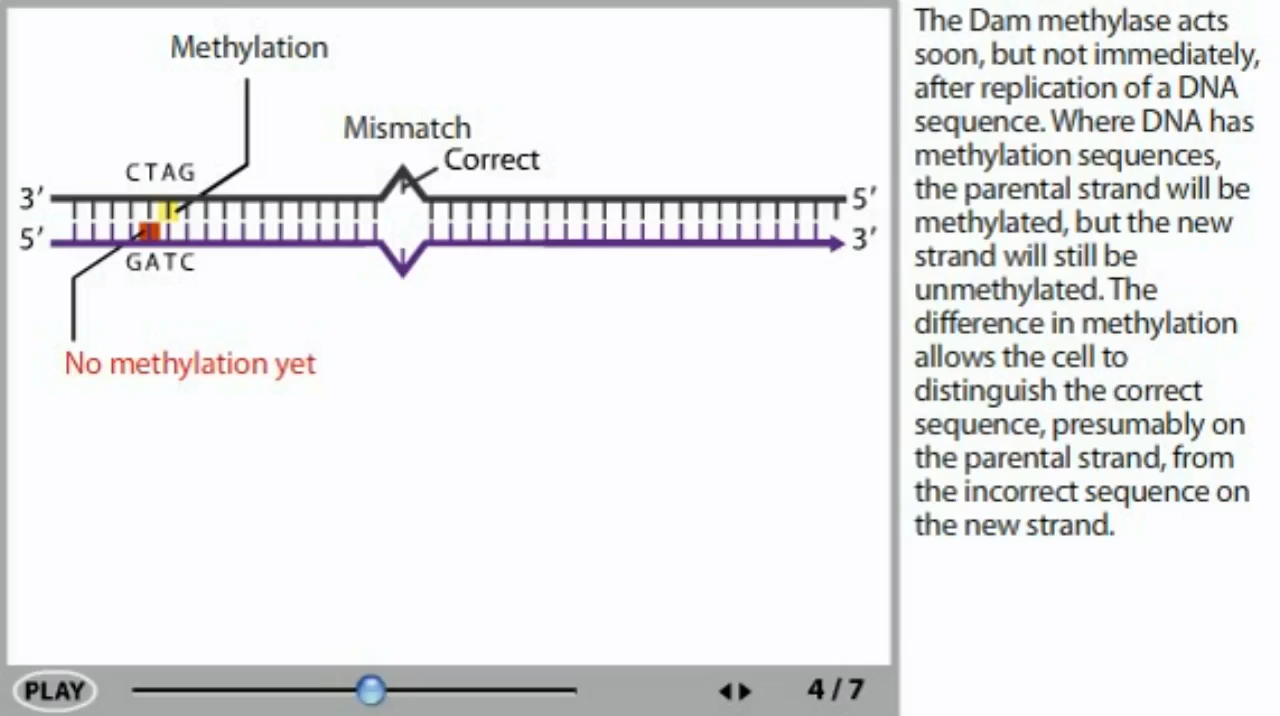 Methylation
Mismatch
Correct
CTAG
3′ 5′
5′ 3′
GATC
No methylation yet
The Dam methylase acts
soon, but not immediately,
after replication of a DNA
sequence. Where DNA has
methylation sequences,
the parental strand will be
methylated, but the new
strand will still be
unmethylated. The
difference in methylation
allows the cell to
distinguish the correct
sequence, presumably on
the parental strand, from
the incorrect sequence on
the new strand.
PLAY 4/7